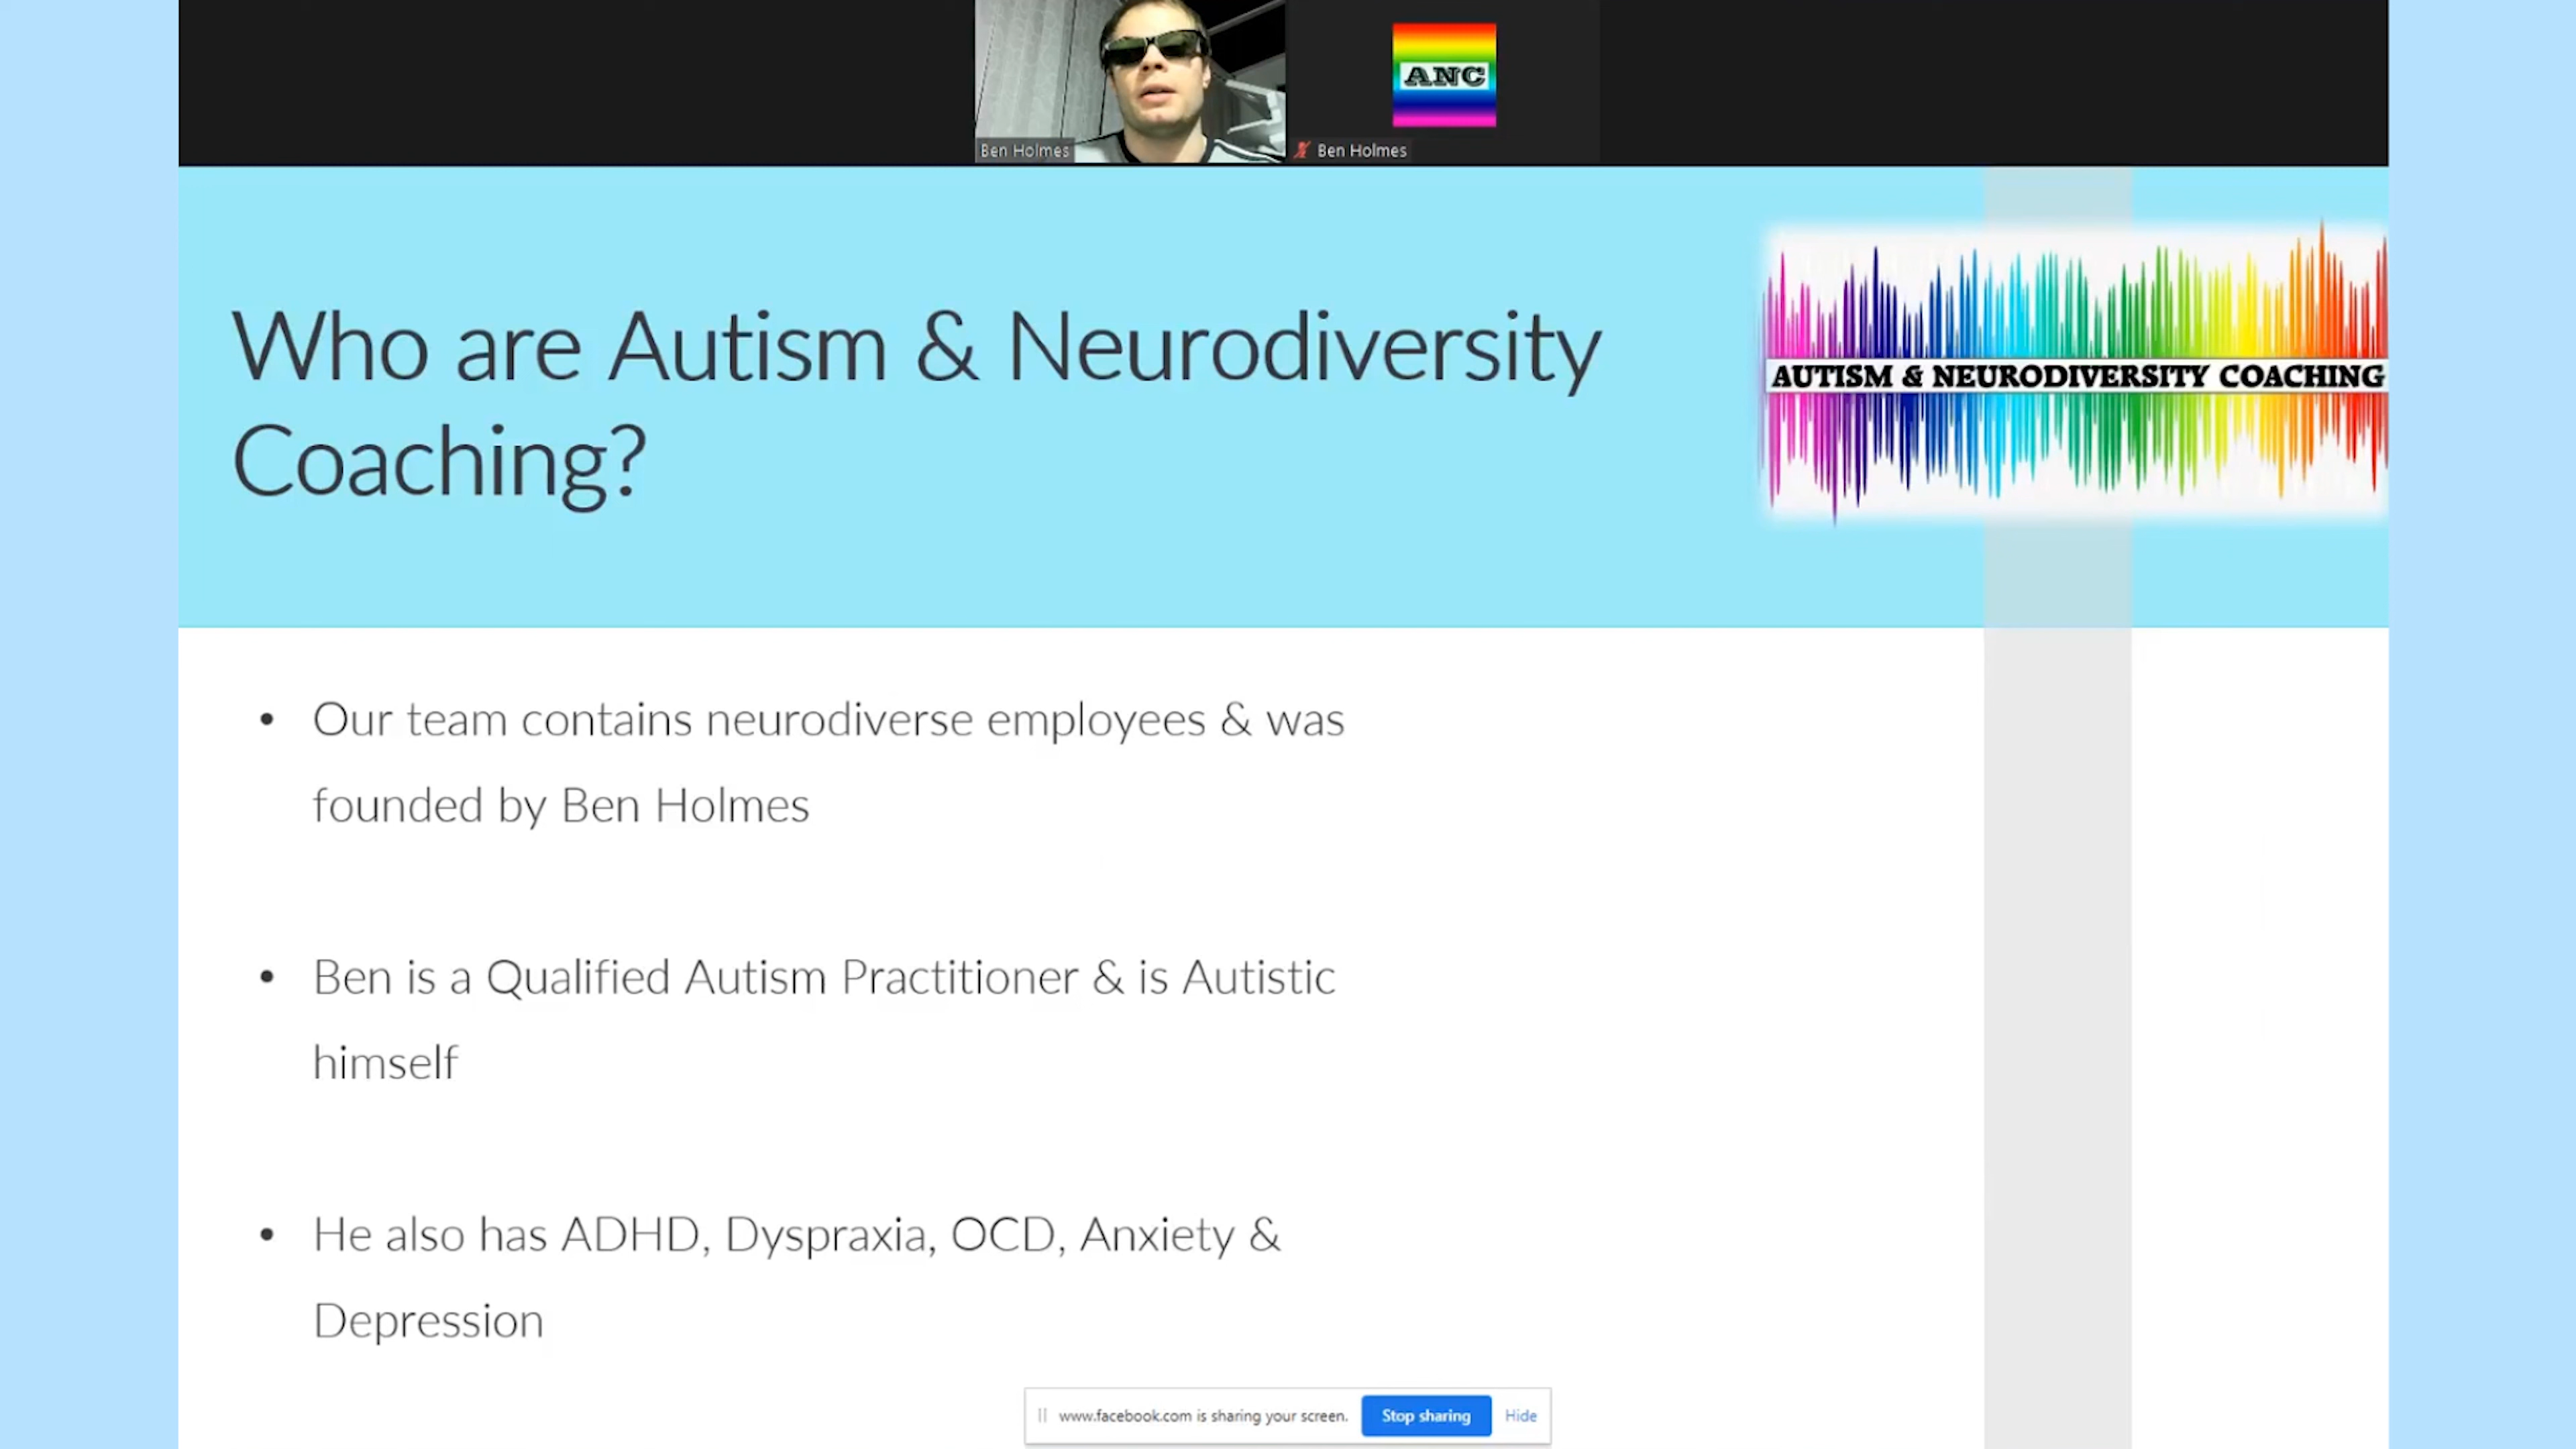 ANC
Ben Holmes
Ben Holmes
Who are Autism & Neurodiversity
Coaching?
AUTISM & NEURODIVERSITY COACHING
• Our team contains neurodiverse employees & was
founded by Ben Holmes
• Ben is a Qualified Autism Practitioner & is Autistic
himself
• He also has ADHD, Dyspraxia, OCD, Anxiety &
Depression
www.facebook.com is sharing your screen. Stop sharing Hide